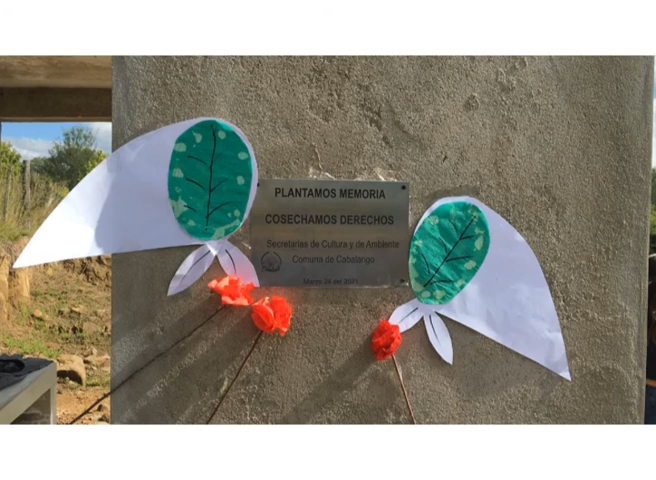 PLANTAMOS MEMORIA
COSECHAMOS DERECHOS
Secretarías de Cultura y de Ambiente
Comuna de Cabalango
Marzo 24 de 2021